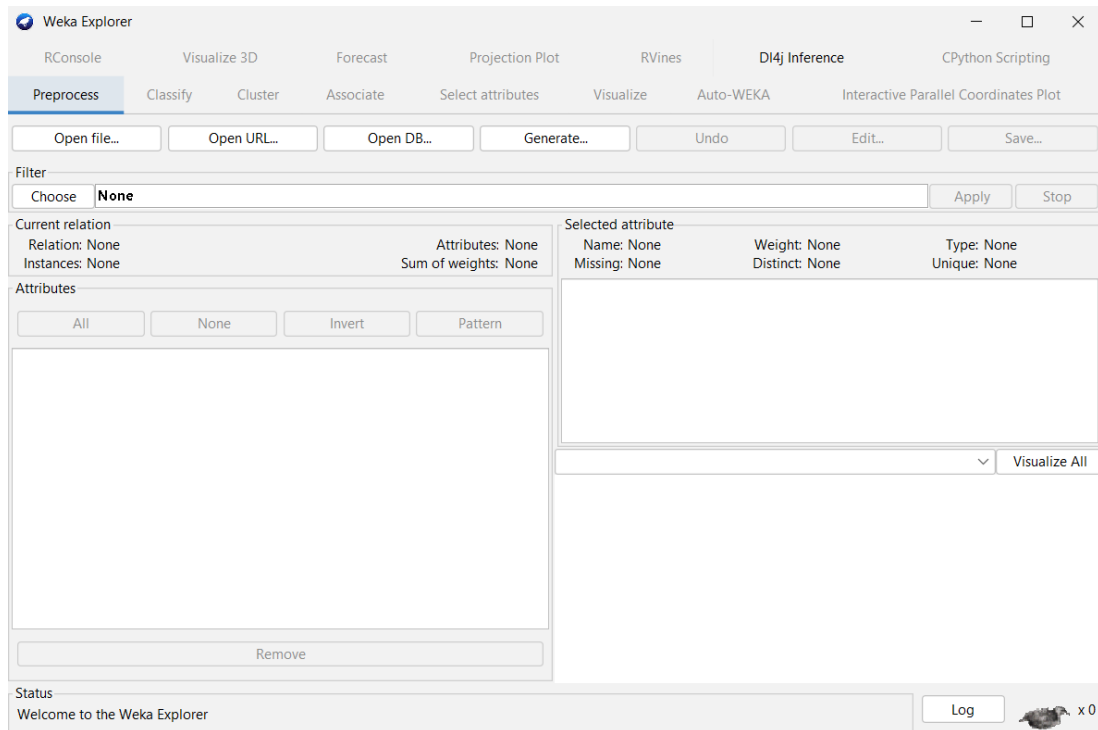 Weka Explorer
RConsole Visualize 3D Forecast Projection Plot RVines Dl4j Inference CPython Scripting
Preprocess Classify Cluster Associate Select attributes Visualize Auto-WEKA Interactive Parallel Coordinates Plot
Open file... Open URL... Open DB... Generate... Undo Edit... Save...
Filter
Choose None Apply Stop
Current relation
Relation: None Attributes: None
Instances: None Sum of weights: None
Selected attribute
Name: None Weight: None Type: None
Missing: None Distinct: None Unique: None
Attributes
All None Invert Pattern
Visualize All
Remove
Status
Welcome to the Weka Explorer
Log x 0